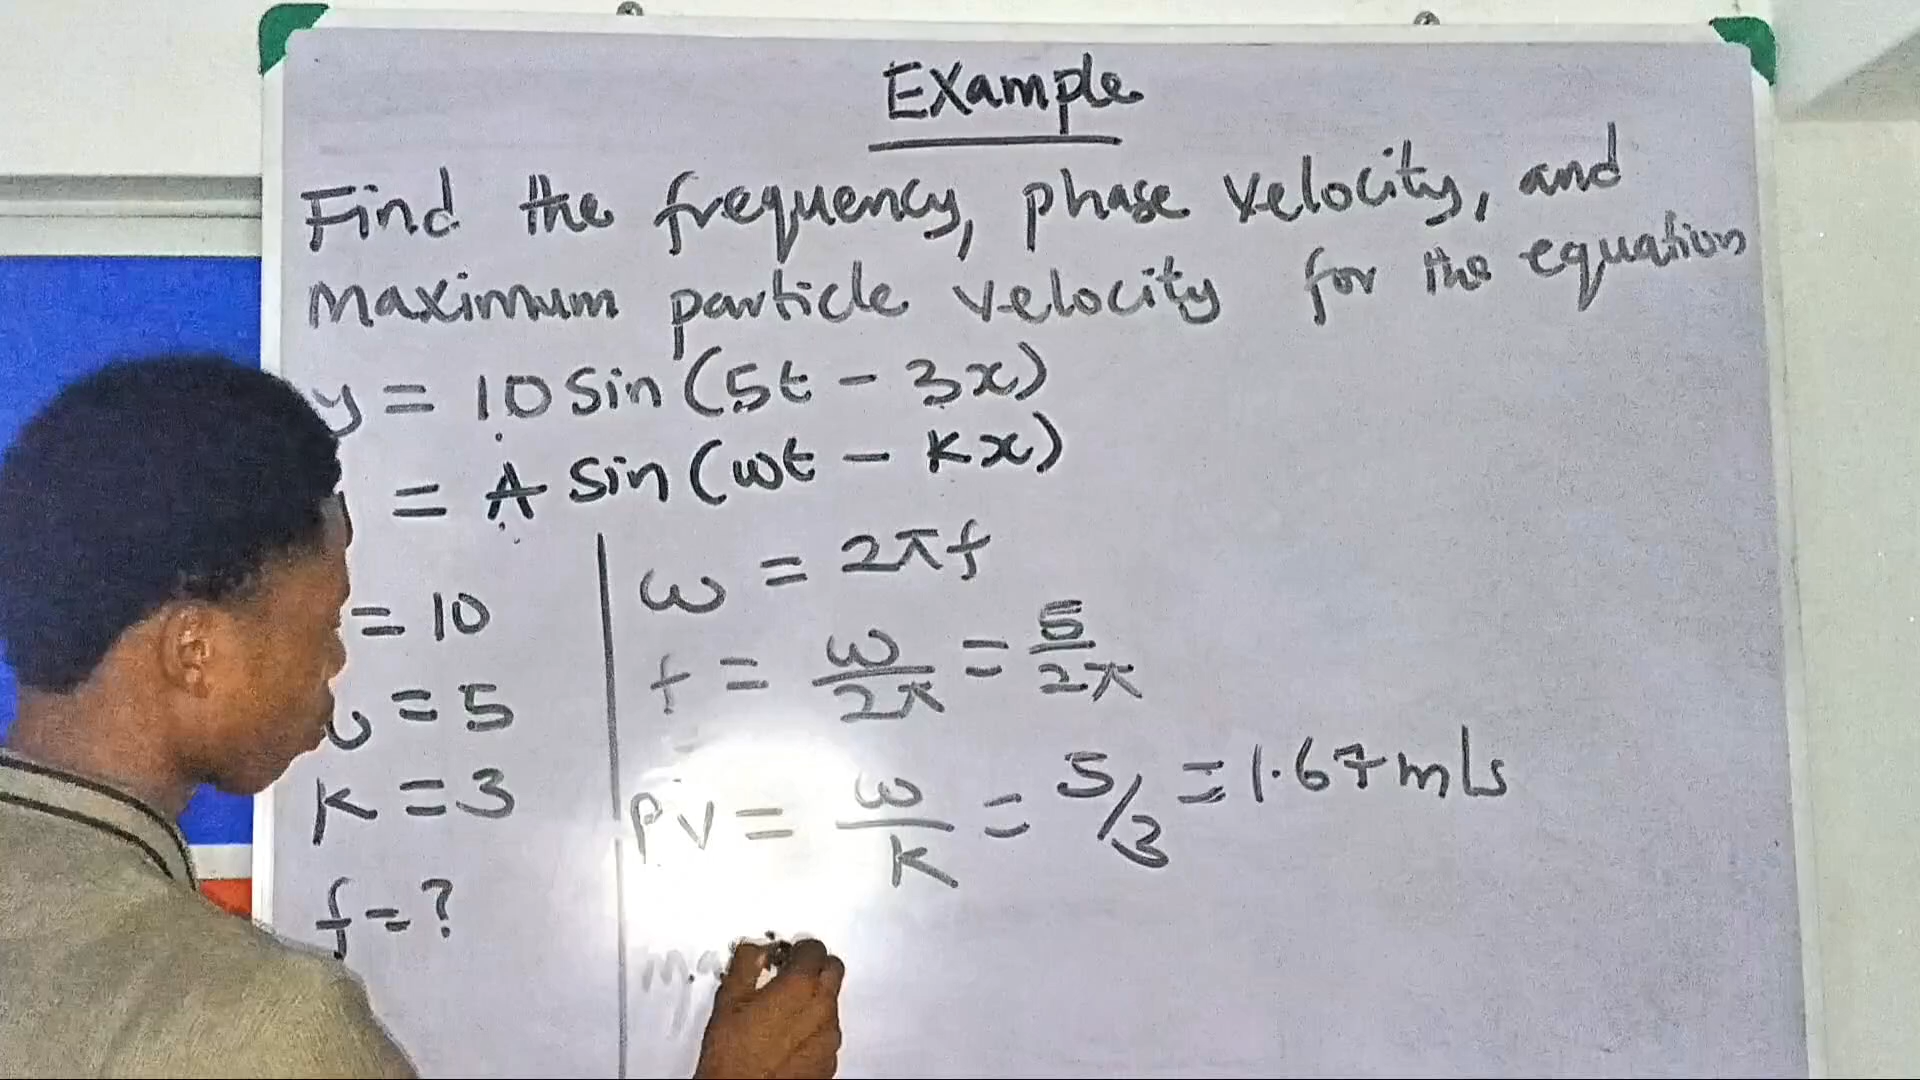 Example
Find the frequency, phase velocity, and
maximum particle velocity for the equation
y = 10 sin (5t - 3x)
= A sin (ωt - kx)
= 10
ω = 5
k = 3
f = ?
ω = 2πf
f = ω/2π = 5/2π
PV = ω/k = 5/3 = 1.67 m/s